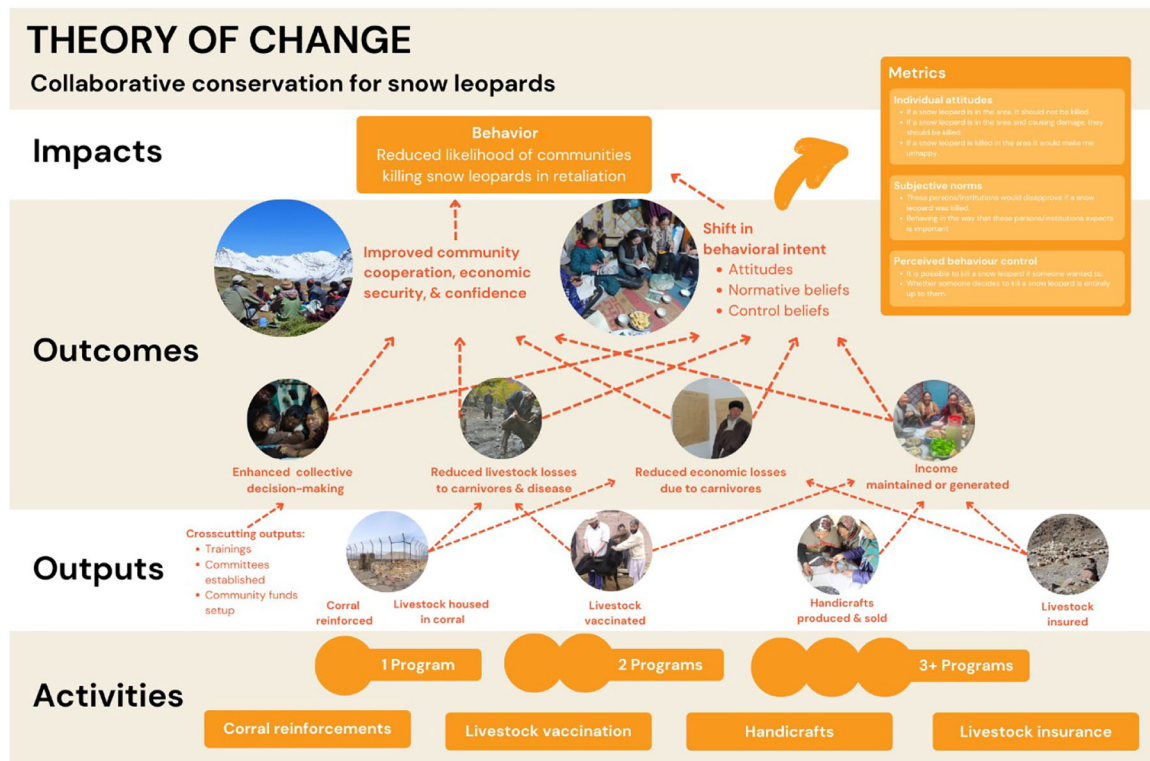 THEORY OF CHANGE
Collaborative conservation for snow leopards
Metrics
Individual attitudes
• If a snow leopard is in the area, it should not be killed.
• If a snow leopard is in the area and causing damage, they
should be killed.
• If a snow leopard is killed in the area it would make me
unhappy.
Subjective norms
• These persons/institutions would disapprove if a snow
leopard was killed.
• Behaving in the way that these persons/institutions expects
is important.
Perceived behaviour control
• It is possible to kill a snow leopard if someone wanted to.
• Whether someone decides to kill a snow leopard is entirely
up to them.
Impacts
Behavior
Reduced likelihood of communities
killing snow leopards in retaliation
Outcomes
Improved community
cooperation, economic
security, & confidence
Shift in
behavioral intent
• Attitudes
• Normative beliefs
• Control beliefs
Enhanced collective
decision-making
Reduced livestock losses
to carnivores & disease
Reduced economic losses
due to carnivores
Income
maintained or generated
Outputs
Crosscutting outputs:
• Trainings
• Committees
established
• Community funds
setup
Corral
reinforced
Livestock housed
in corral
Livestock
vaccinated
Handicrafts
produced & sold
Livestock
insured
Activities
1 Program
2 Programs
3+ Programs
Corral reinforcements
Livestock vaccination
Handicrafts
Livestock insurance